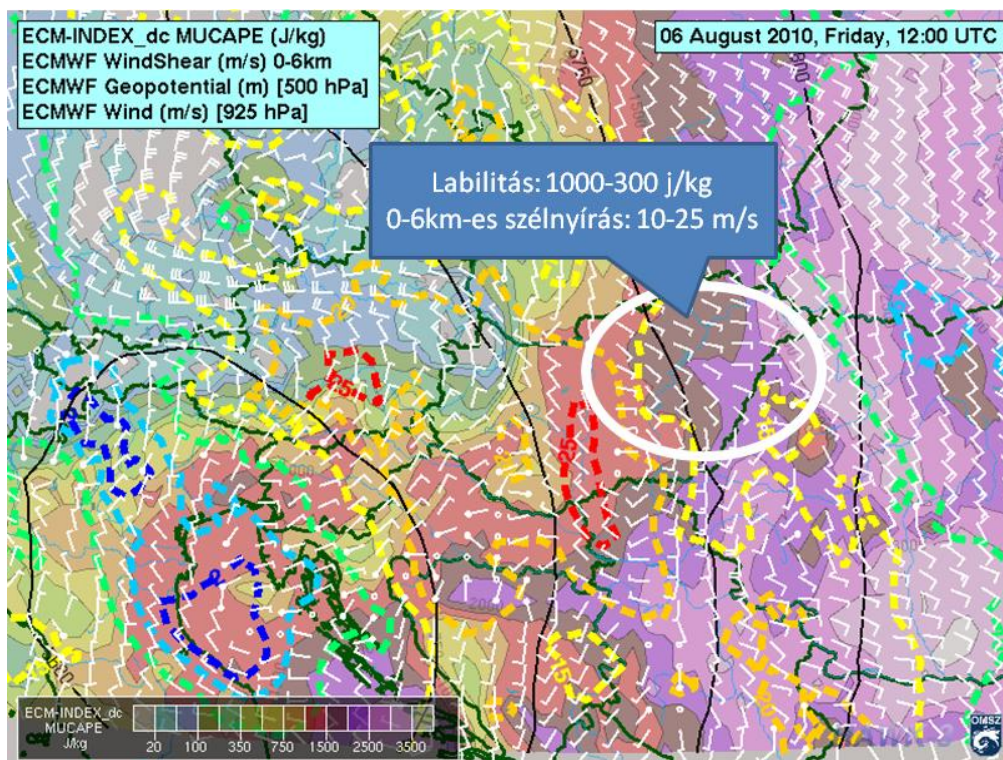 ECM-INDEX_dc MUCAPE (J/kg)
ECMWF WindShear (m/s) 0-6km
ECMWF Geopotential (m) [500 hPa]
ECMWF Wind (m/s) [925 hPa]
06 August 2010, Friday, 12:00 UTC
Labilitás: 1000-300 j/kg
0-6km-es szélnyírás: 10-25 m/s
25
15
ECM-INDEX_dc
MUCAPE
J/kg
20 100 350 750 1500 2500 3500
OMSZ